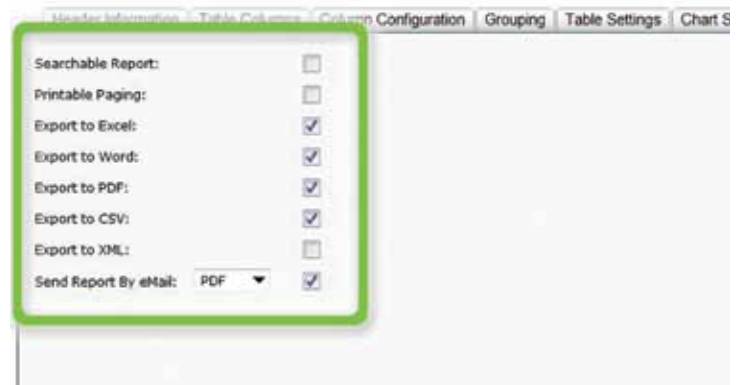 Header Information Table Columns Column Configuration Grouping Table Settings Chart S
Searchable Report:
Printable Paging:
Export to Excel:
Export to Word:
Export to PDF:
Export to CSV:
Export to XML:
Send Report By eMail: PDF